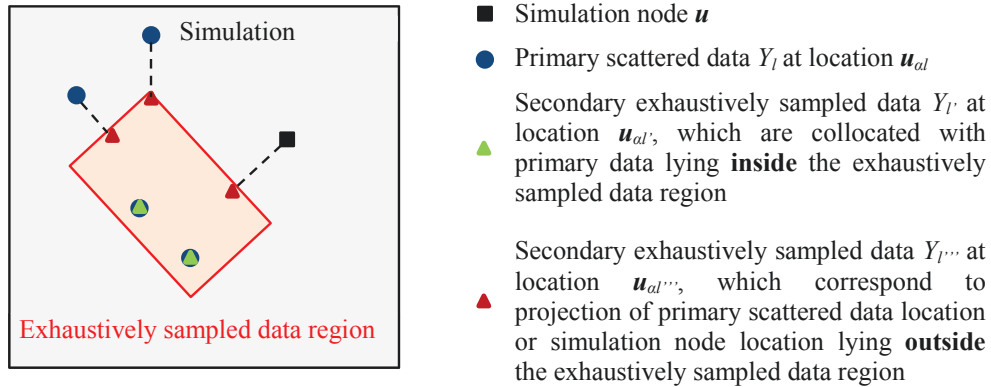 Simulation
Exhaustively sampled data region
Simulation node u
Primary scattered data Yl at location uαl
Secondary exhaustively sampled data Yl' at
location uαl', which are collocated with
primary data lying inside the exhaustively
sampled data region
Secondary exhaustively sampled data Yl''' at
location uαl''', which correspond to
projection of primary scattered data location
or simulation node location lying outside
the exhaustively sampled data region